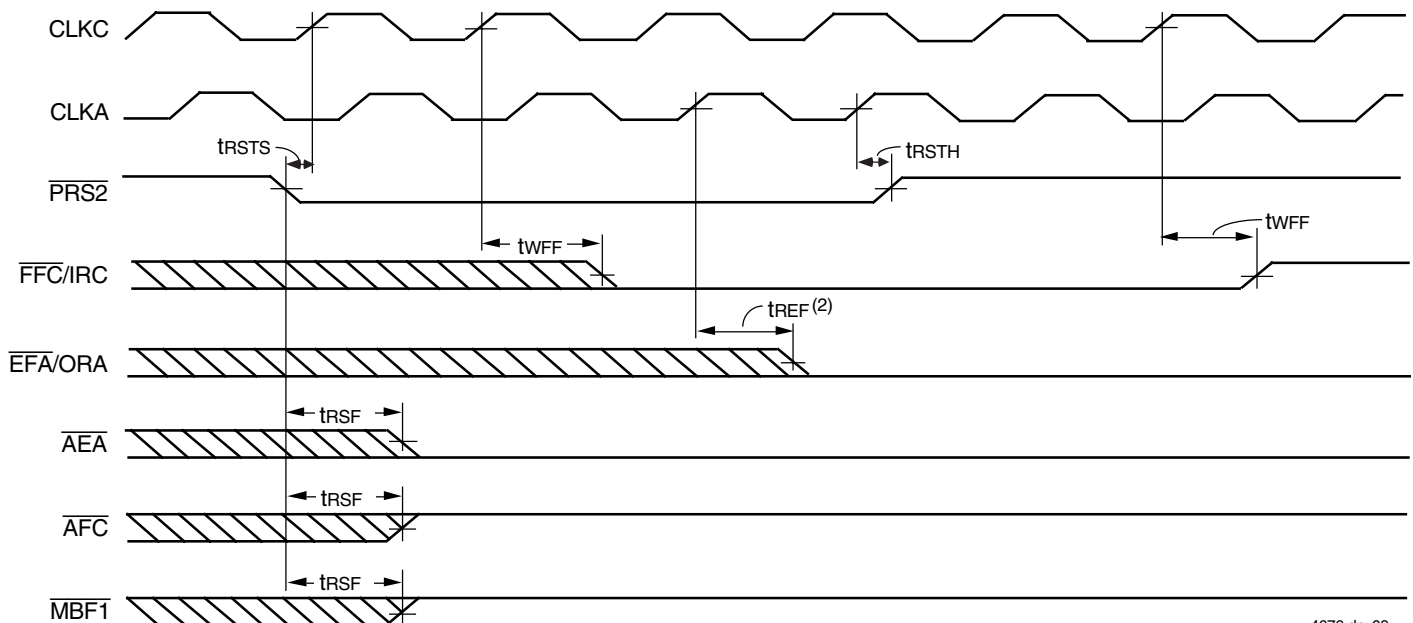 CLKC
CLKA
tRSTS
tRSTH
PRS2
tWFF
tWFF
FFC/IRC
tREF(2)
EFA/ORA
tRSF
AEA
tRSF
AFC
tRSF
MBF1